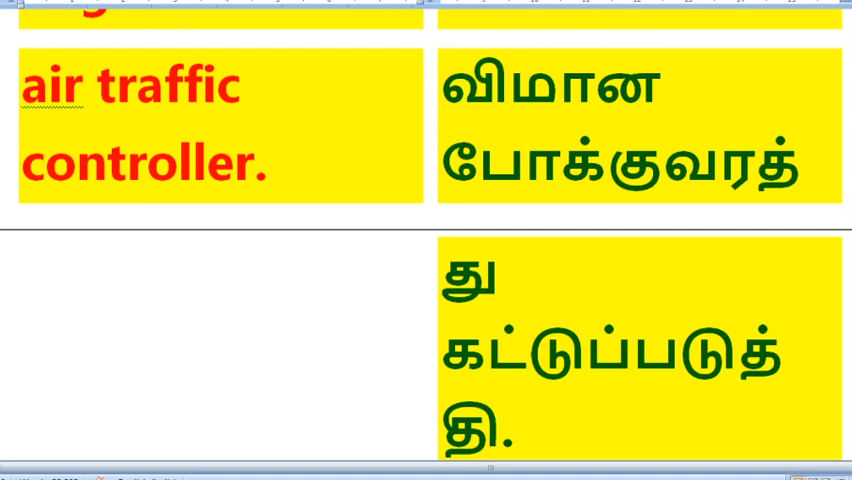 air traffic
controller.
விமான
போக்குவரத்
து
கட்டுப்படுத்
தி.